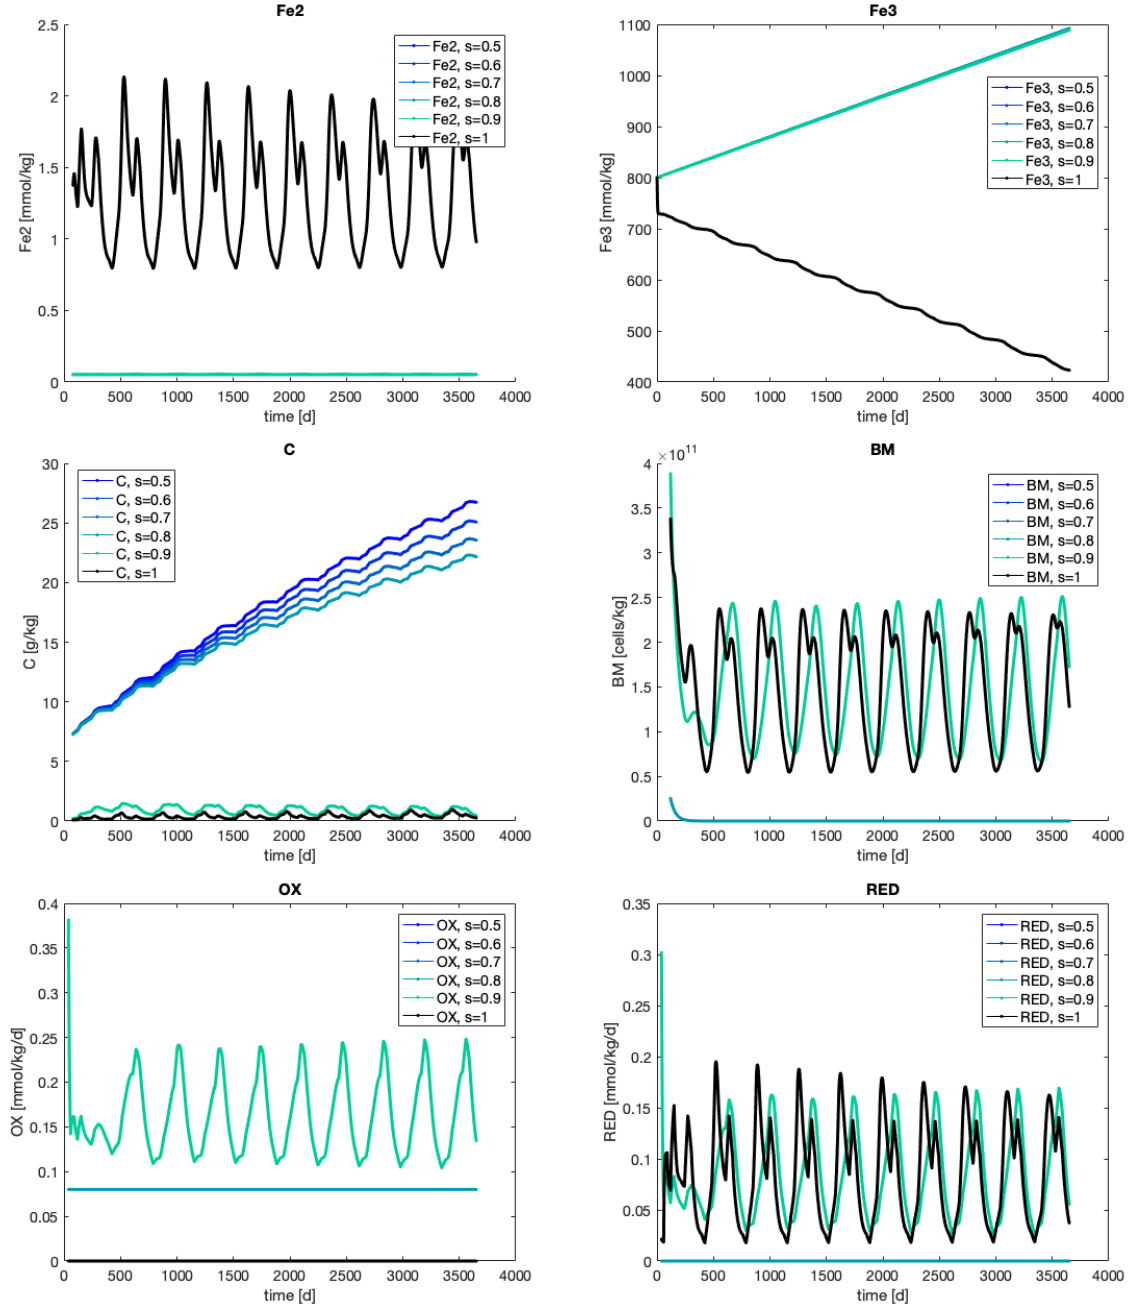 Fe2
2.5
2
1.5
1
0.5
0
Fe2 [mmol/kg]
Fe2, s=0.5
Fe2, s=0.6
Fe2, s=0.7
Fe2, s=0.8
Fe2, s=0.9
Fe2, s=1
0 500 1000 1500 2000 2500 3000 3500 4000
time [d]
Fe3
1100
1000
900
800
700
600
500
400
Fe3 [mmol/kg]
Fe3, s=0.5
Fe3, s=0.6
Fe3, s=0.7
Fe3, s=0.8
Fe3, s=0.9
Fe3, s=1
0 500 1000 1500 2000 2500 3000 3500 4000
time [d]
C
30
25
20
15
10
5
0
C [g/kg]
C, s=0.5
C, s=0.6
C, s=0.7
C, s=0.8
C, s=0.9
C, s=1
0 500 1000 1500 2000 2500 3000 3500 4000
time [d]
BM
×10¹¹
4
3.5
3
2.5
2
1.5
1
0.5
0
BM [cells/kg]
BM, s=0.5
BM, s=0.6
BM, s=0.7
BM, s=0.8
BM, s=0.9
BM, s=1
0 500 1000 1500 2000 2500 3000 3500 4000
time [d]
OX
0.4
0.35
0.3
0.25
0.2
0.15
0.1
0.05
0
OX [mmol/kg/d]
OX, s=0.5
OX, s=0.6
OX, s=0.7
OX, s=0.8
OX, s=0.9
OX, s=1
0 500 1000 1500 2000 2500 3000 3500 4000
time [d]
RED
0.35
0.3
0.25
0.2
0.15
0.1
0.05
0
RED [mmol/kg/d]
RED, s=0.5
RED, s=0.6
RED, s=0.7
RED, s=0.8
RED, s=0.9
RED, s=1
0 500 1000 1500 2000 2500 3000 3500 4000
time [d]